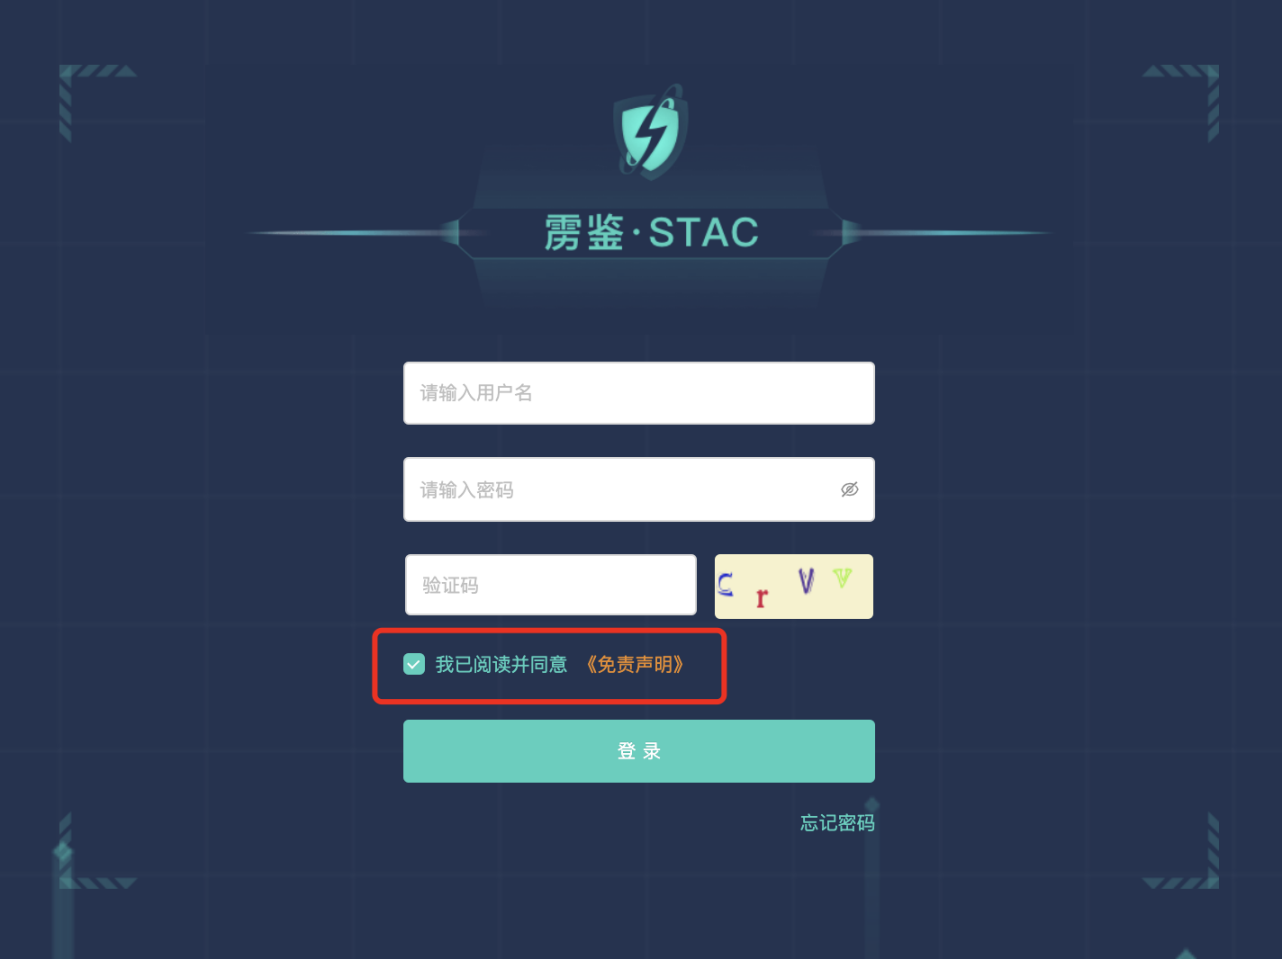 雳鉴·STAC
请输入用户名
请输入密码
验证码
C r V V
我已阅读并同意 《免责声明》
登 录
忘记密码